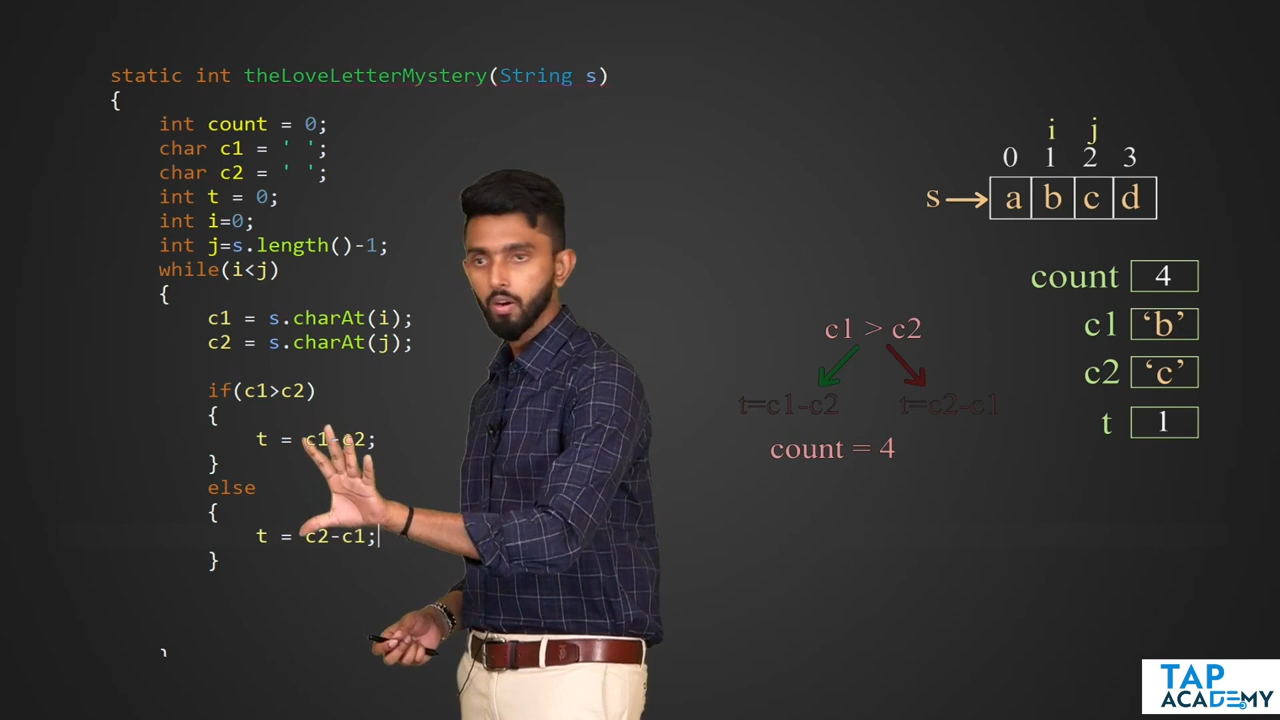 static int theLoveLetterMystery(String s)
{
int count = 0;
char c1 = ' ';
char c2 = ' ';
int t = 0;
int i=0;
int j=s.length()-1;
while(i<j)
{
c1 = s.charAt(i);
c2 = s.charAt(j);
if(c1>c2)
{
t = c1-c2;
}
else
{
t = c2-c1;
}
}
i j
0 1 2 3
s a b c d
count 4
c1 ‘b’
c2 ‘c’
t 1
c1 > c2
t=c1-c2 t=c2-c1
count = 4
TAP
ACADEMY